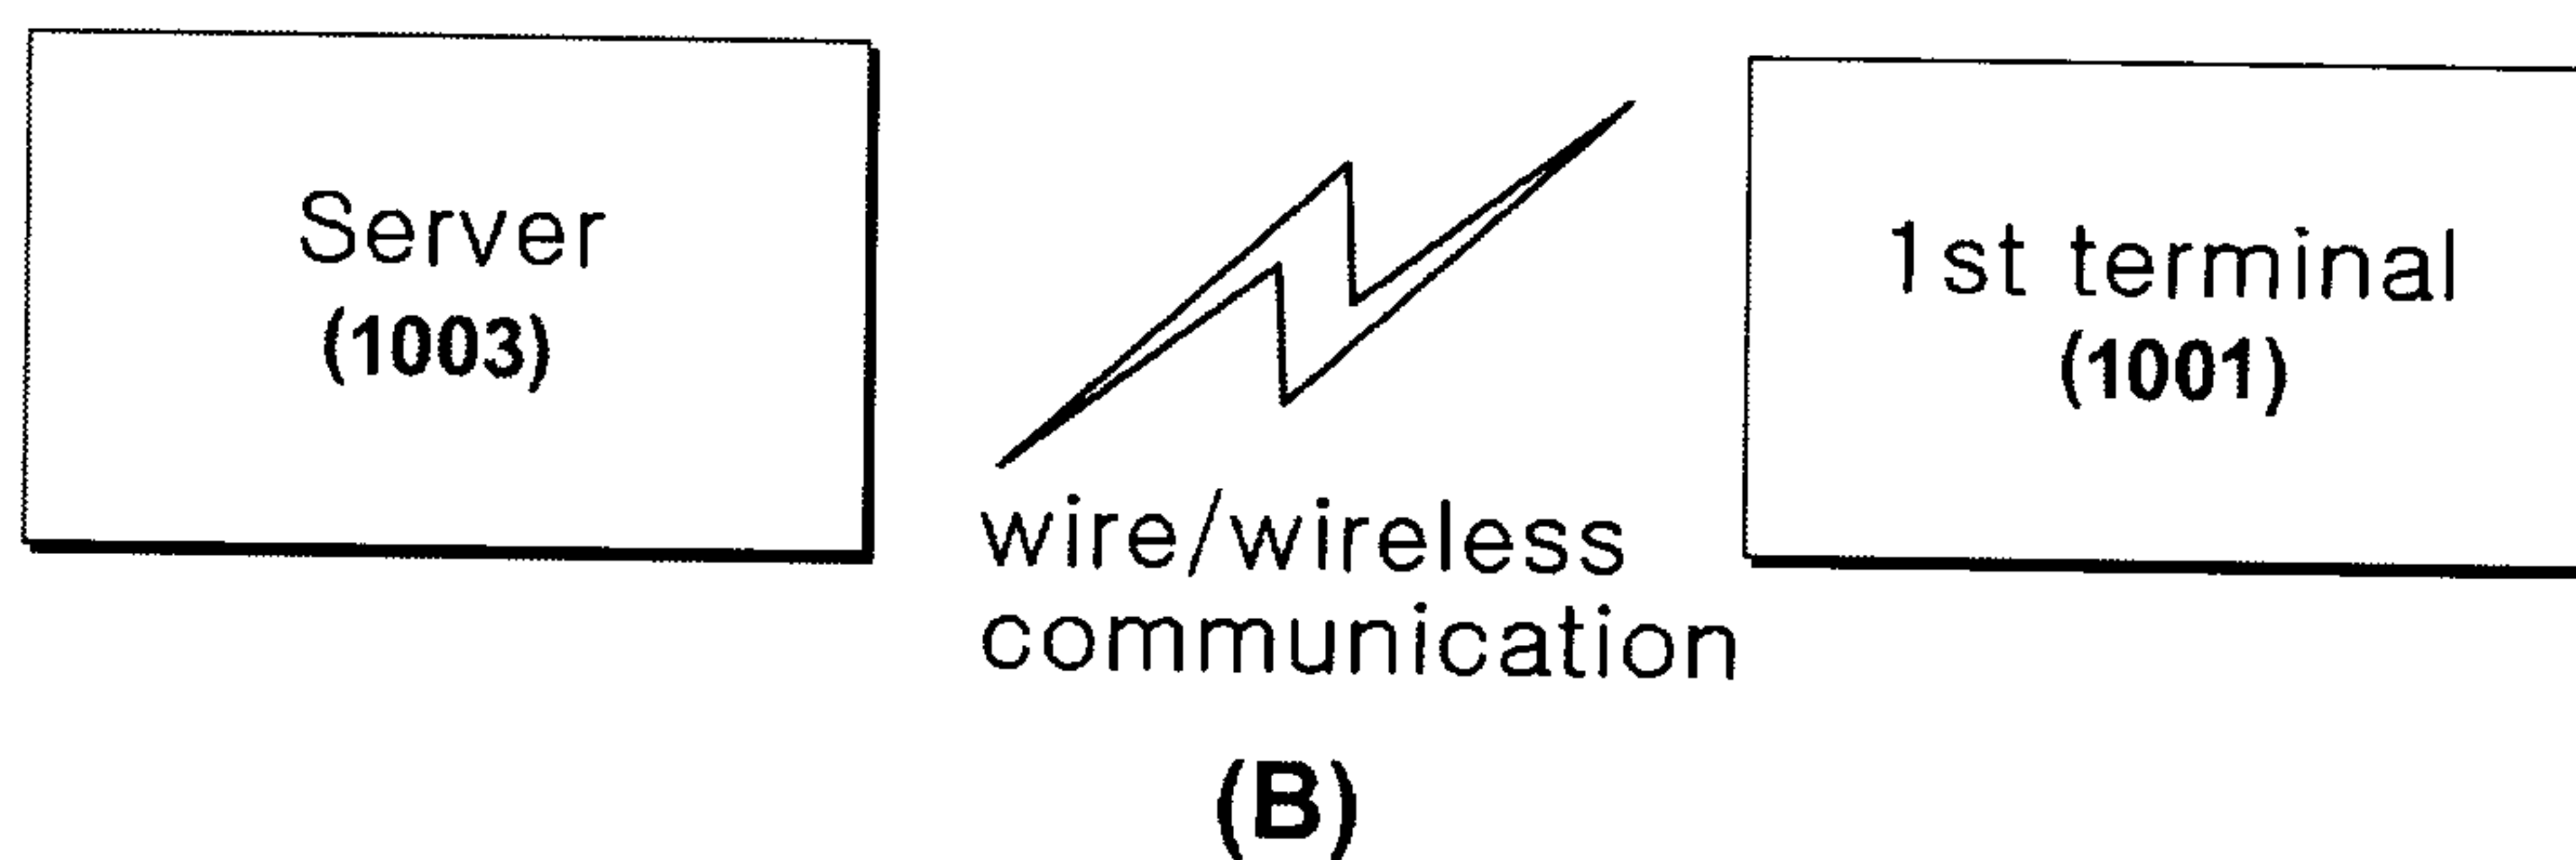 Server
(1003)
wire/wireless
communication
1st terminal
(1001)
(B)